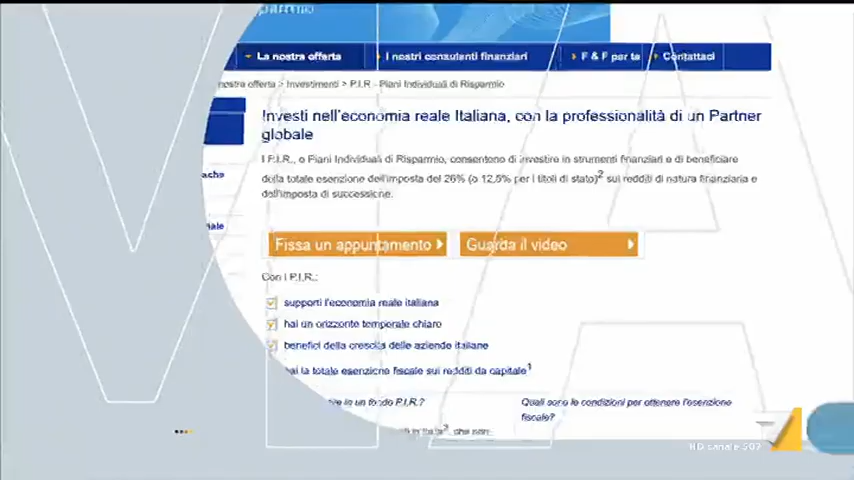 La nostra offerta
I nostri consulenti finanziari
F & F per te
Contattaci
nostra offerta > Investimenti > P.I.R. - Piani Individuali di Risparmio
Investi nell'economia reale Italiana, con la professionalità di un Partner
globale
I P.I.R., o Piani Individuali di Risparmio, consentono di investire in strumenti finanziari e di beneficiare
della totale esenzione dell'imposta del 26% (o 12,5% per i titoli di stato)2 sui redditi di natura finanziaria e
dell'imposta di successione.
Fissa un appuntamento
Guarda il video
Con i P.I.R.:
supporti l'economia reale italiana
hai un orizzonte temporale chiaro
benefici della crescita delle aziende italiane
hai la totale esenzione fiscale sui redditi da capitale1
in un fondo P.I.R.?
Quali sono le condizioni per ottenere l'esenzione
fiscale?
HD canale 507